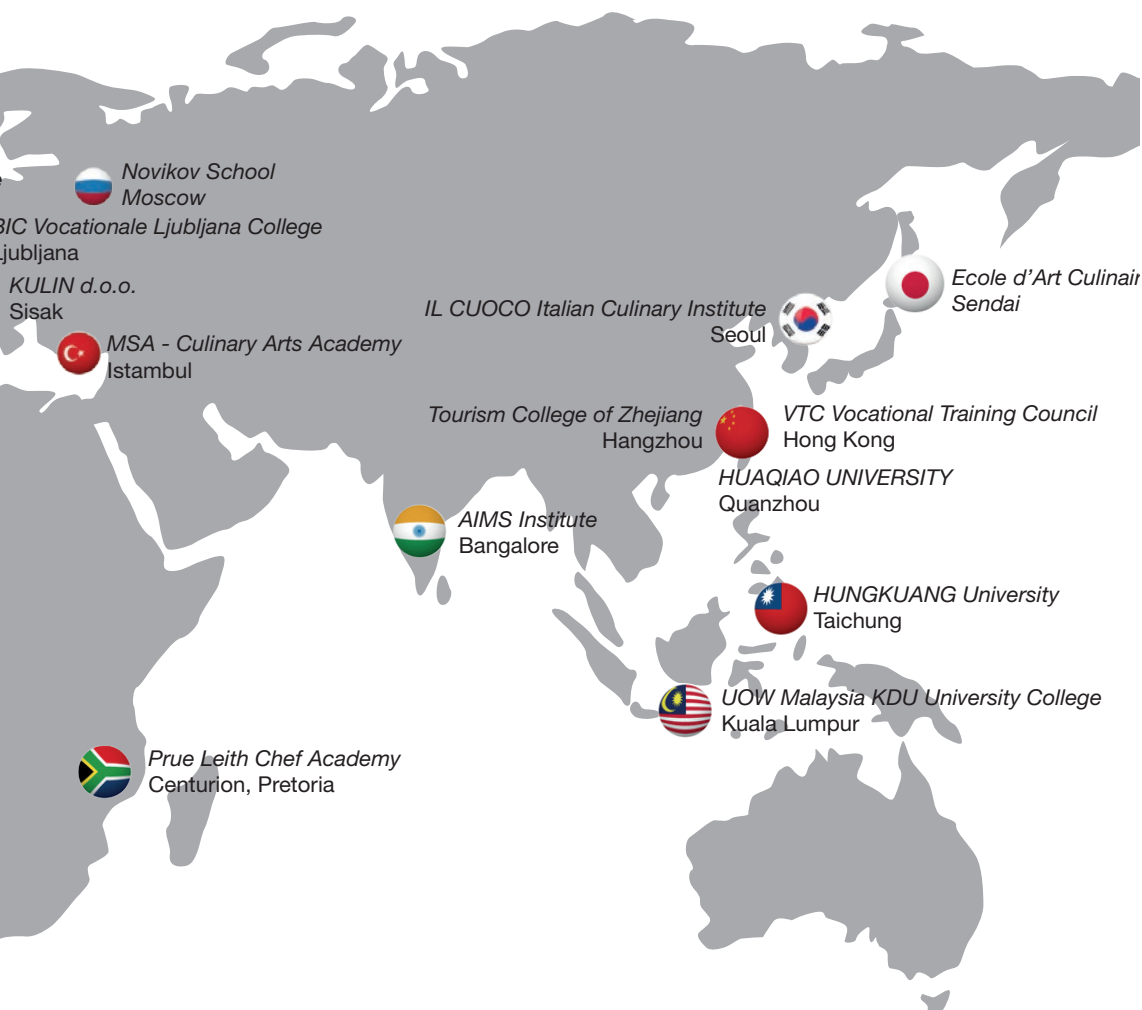 Novikov School
Moscow
BIC Vocationale Ljubljana College
Ljubljana
KULIN d.o.o.
Sisak
MSA - Culinary Arts Academy
Istambul
IL CUOCO Italian Culinary Institute
Seoul
Ecole d’Art Culinair
Sendai
Tourism College of Zhejiang
Hangzhou
VTC Vocational Training Council
Hong Kong
HUAQIAO UNIVERSITY
Quanzhou
AIMS Institute
Bangalore
HUNGKUANG University
Taichung
UOW Malaysia KDU University College
Kuala Lumpur
Prue Leith Chef Academy
Centurion, Pretoria